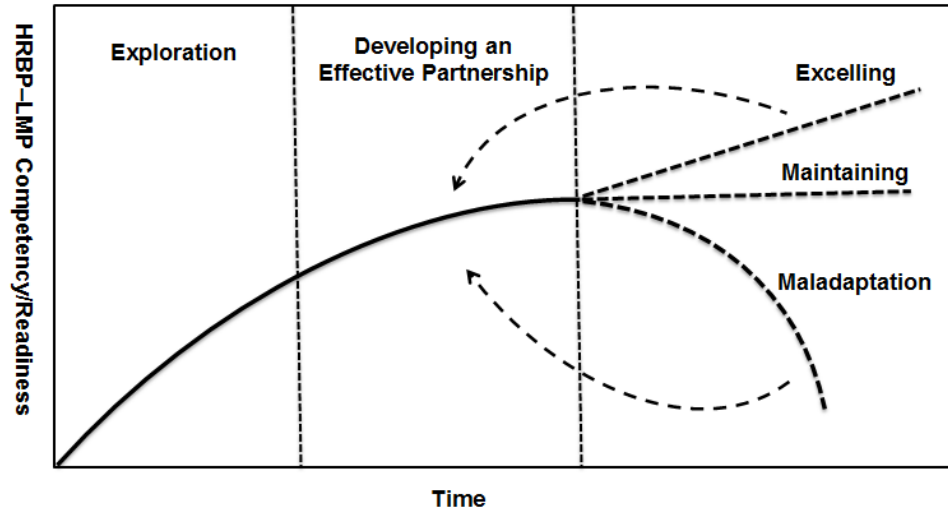 HRBP–LMP Competency/Readiness
Exploration
Developing an
Effective Partnership
Excelling
Maintaining
Maladaptation
Time